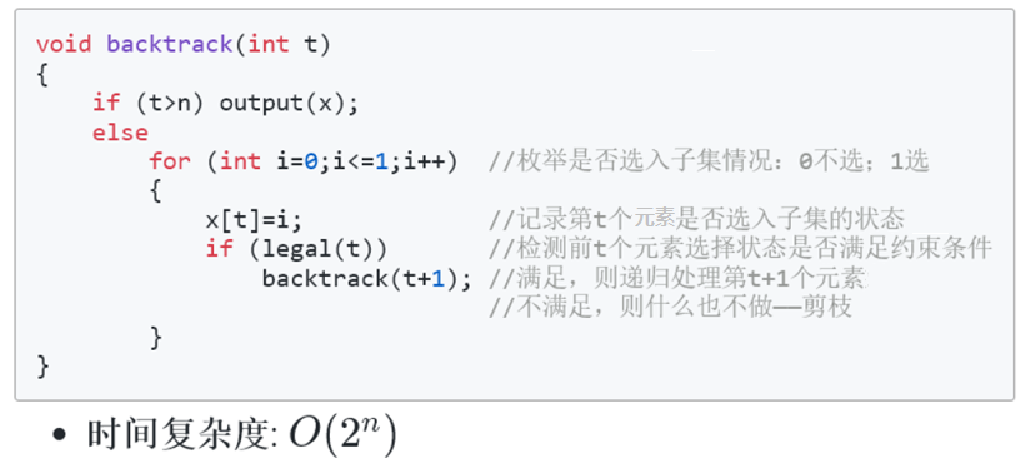 void backtrack(int t)
{
if (t>n) output(x);
else
for (int i=0;i<=1;i++) //枚举是否选入子集情况：0不选；1选
{
x[t]=i; //记录第t个元素是否选入子集的状态
if (legal(t)) //检测前t个元素选择状态是否满足约束条件
backtrack(t+1); //满足，则递归处理第t+1个元素
//不满足，则什么也不做——剪枝
}
}
• 时间复杂度: O(2ⁿ)